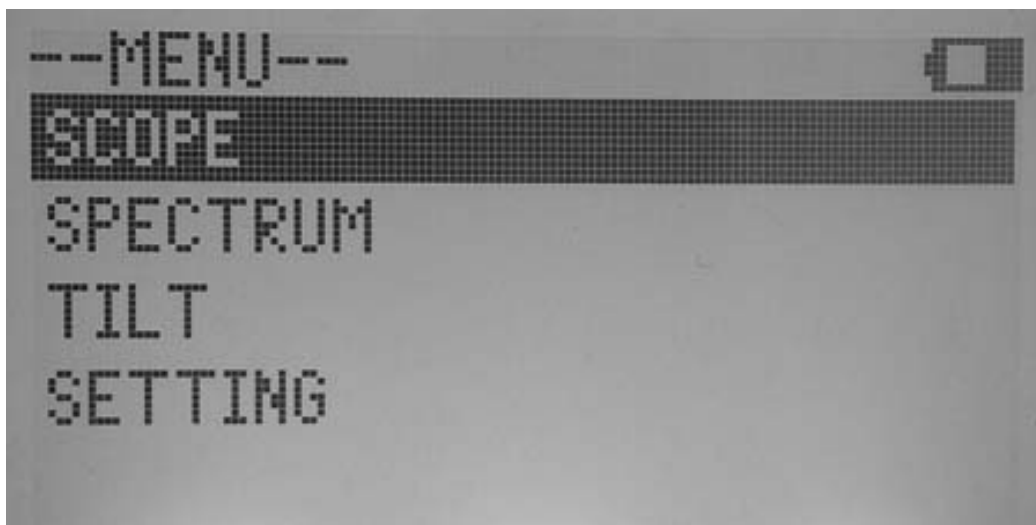 --MENU--
SCOPE
SPECTRUM
TILT
SETTING